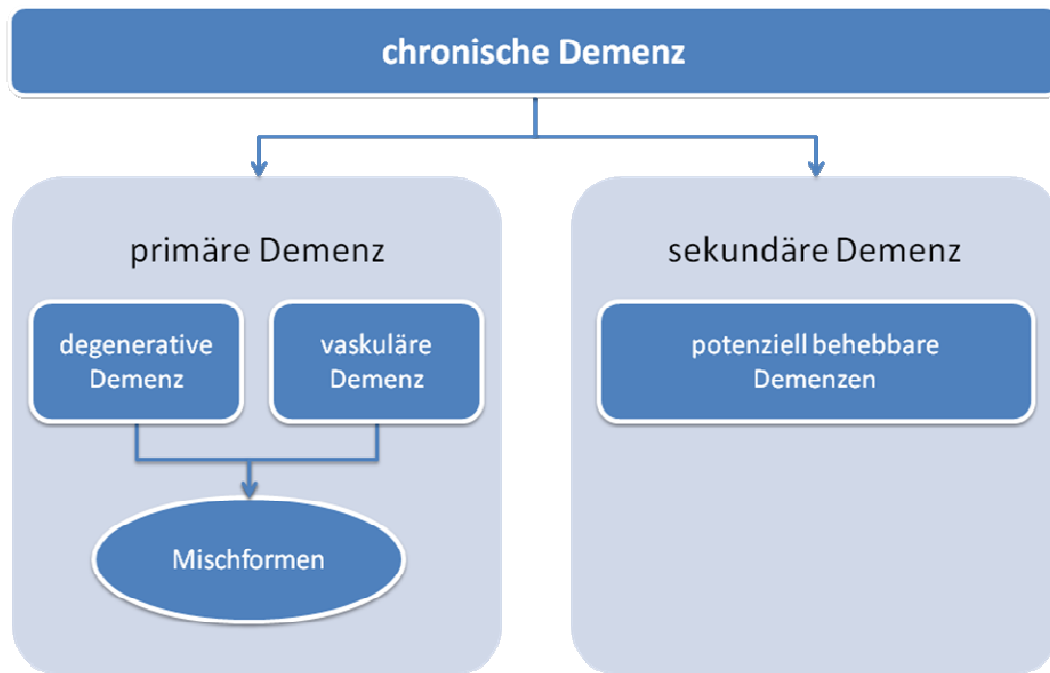 chronische Demenz
primäre Demenz
degenerative
Demenz
vaskuläre
Demenz
Mischformen
sekundäre Demenz
potenziell behebbare
Demenzen